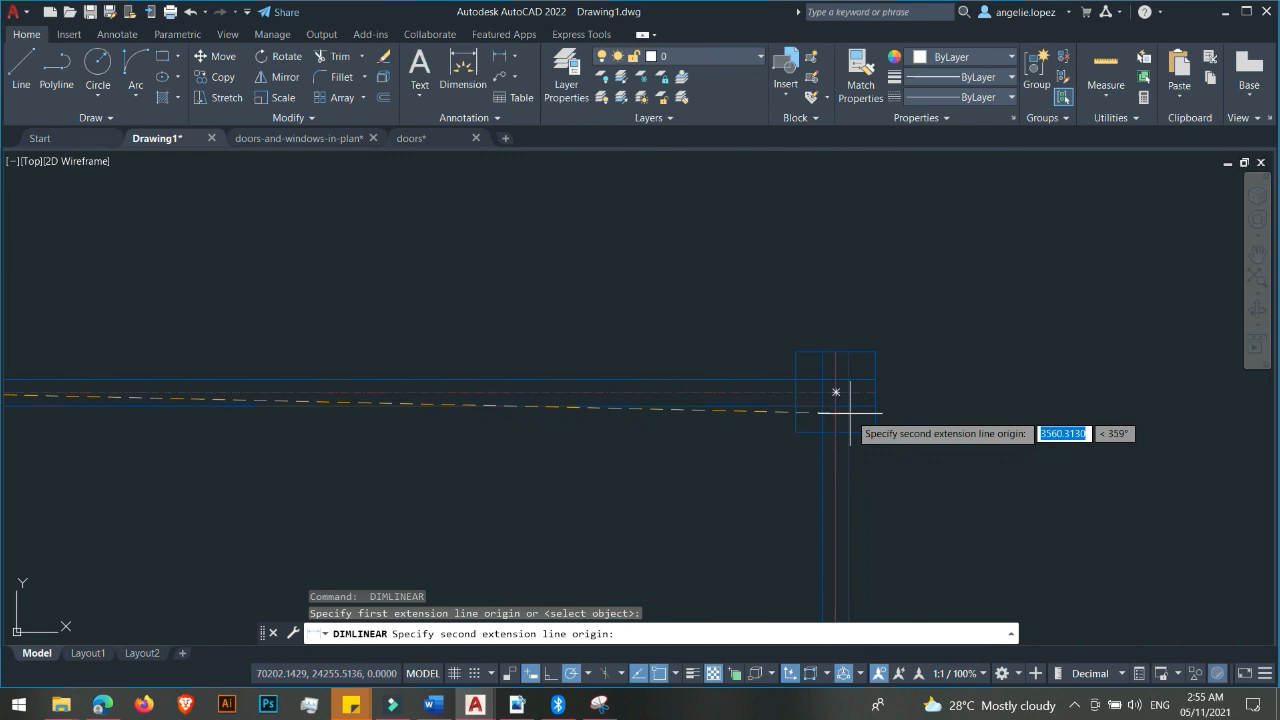 Share
Autodesk AutoCAD 2022 Drawing1.dwg
Type a keyword or phrase
angelie.lopez
Home Insert Annotate Parametric View Manage Output Add-ins Collaborate Featured Apps Express Tools
Move Rotate Trim
0
ByLayer
Line Polyline Circle Arc
Copy Mirror Fillet
Text Dimension
Layer Properties
Insert
Match Properties
ByLayer
Group
Measure
Paste
Base
Stretch Scale Array
Table
ByLayer
Draw Modify Annotation Layers Block Properties Groups Utilities Clipboard View
Start Drawing1* doors-and-windows-in-plan* doors*
[−][Top][2D Wireframe]
Specify second extension line origin: 3560.3130 < 359°
Y
X
Command: DIMLINEAR
Specify first extension line origin or <select object>:
DIMLINEAR Specify second extension line origin:
Model Layout1 Layout2
70202.1429, 24255.5136, 0.0000 MODEL 1:1 / 100% Decimal
28°C Mostly cloudy ENG 2:55 AM
05/11/2021